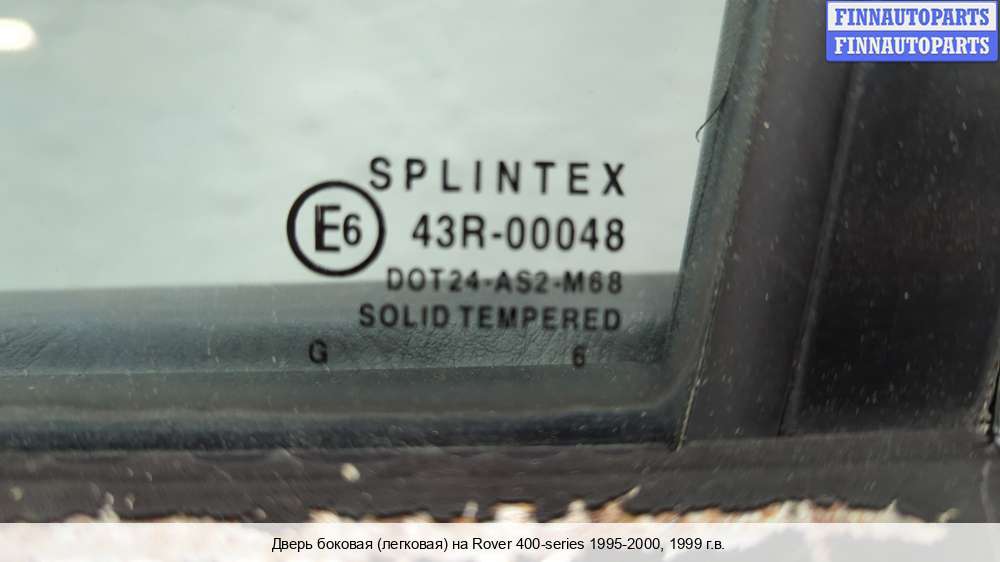 FINNAUTOPARTS
FINNAUTOPARTS
SPLINTEX
E6 43R-00048
DOT24-AS2-M68
SOLID TEMPERED
G 6
Дверь боковая (легковая) на Rover 400-series 1995-2000, 1999 г.в.